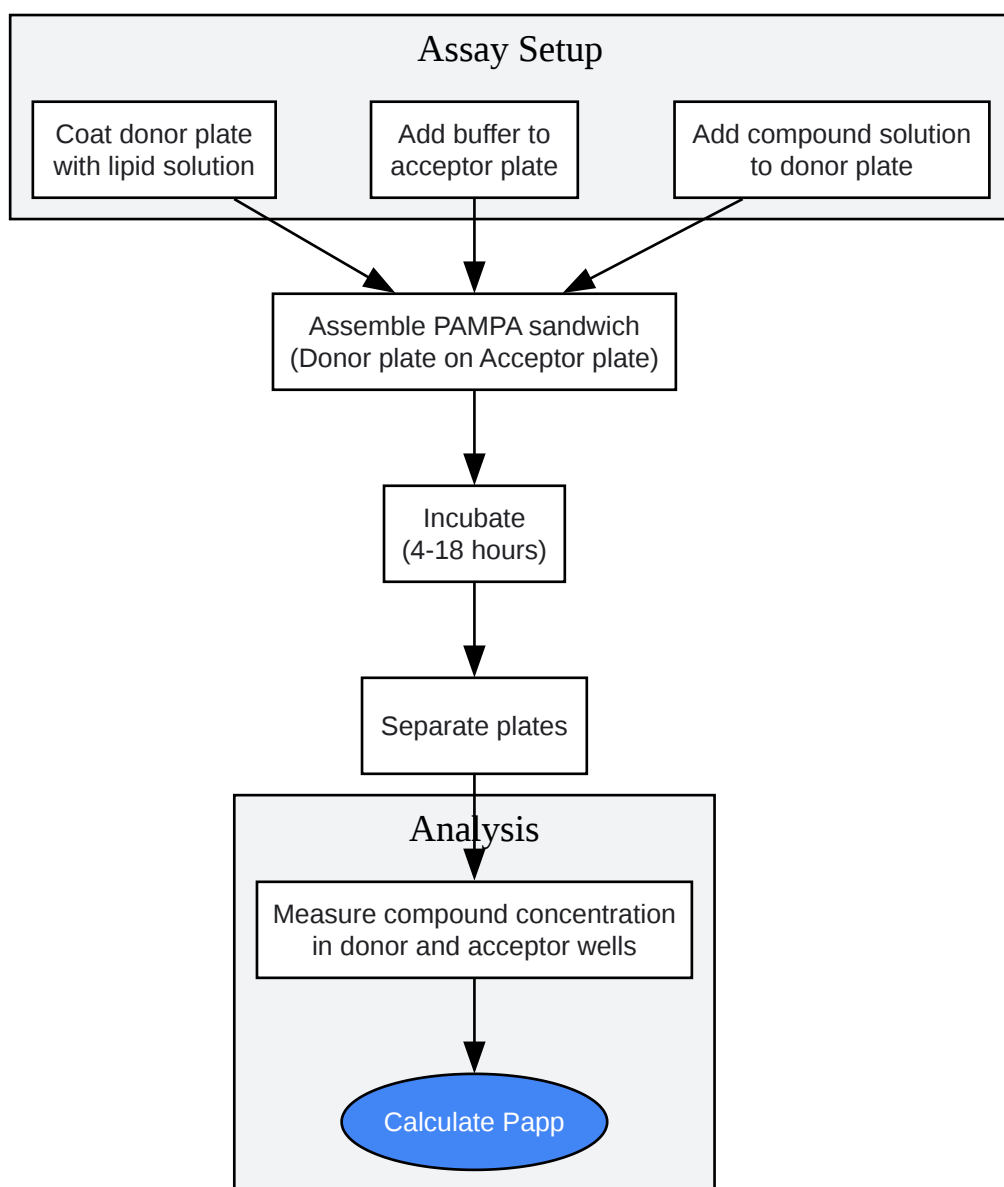 Assay Setup
Coat donor plate
with lipid solution
Add buffer to
acceptor plate
Add compound solution
to donor plate
Assemble PAMPA sandwich
(Donor plate on Acceptor plate)
Incubate
(4-18 hours)
Separate plates
Analysis
Measure compound concentration
in donor and acceptor wells
Calculate Papp